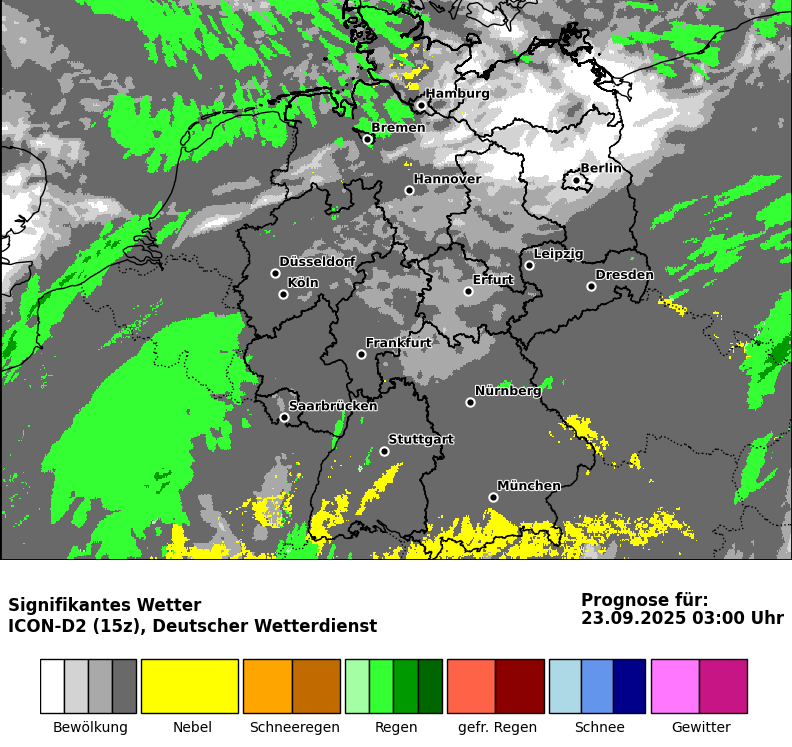 Hamburg
Bremen
Berlin
Hannover
Leipzig
Düsseldorf
Dresden
Erfurt
Köln
Frankfurt
Nürnberg
Saarbrücken
Stuttgart
München
Signifikantes Wetter
ICON-D2 (15z), Deutscher Wetterdienst
Prognose für:
23.09.2025 03:00 Uhr
Bewölkung Nebel Schneeregen Regen gefr. Regen Schnee Gewitter